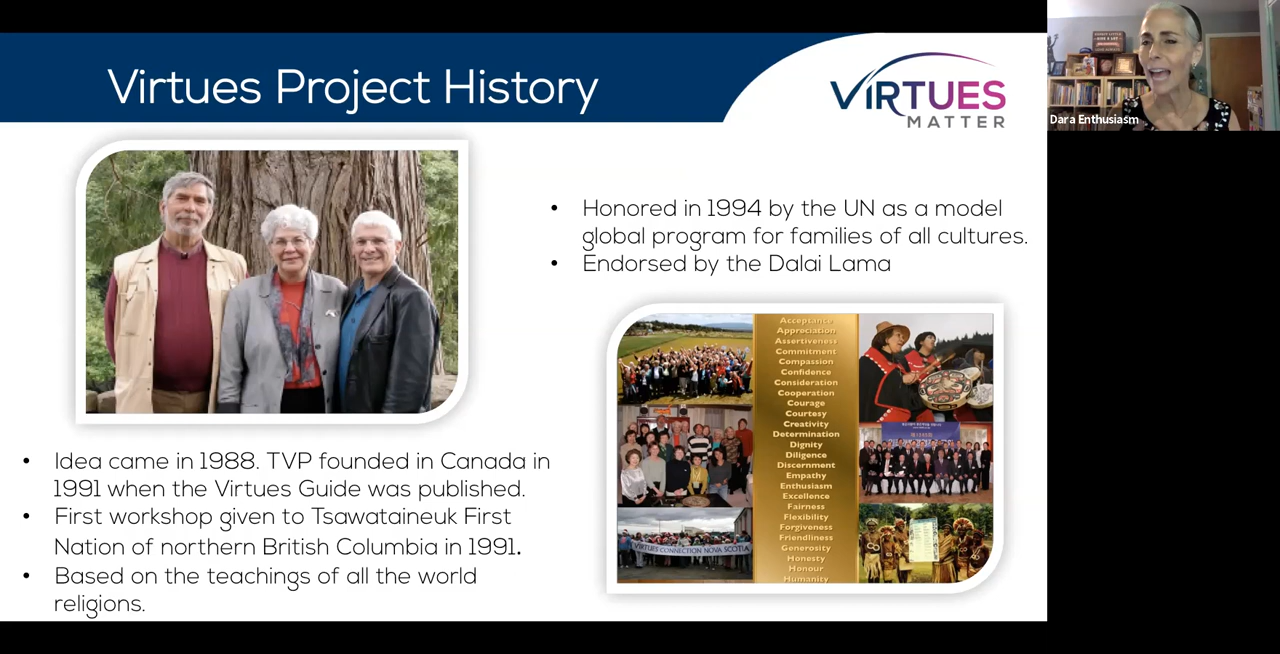 Virtues Project History
VIRTUES
MATTER
Dara Enthusiasm
• Honored in 1994 by the UN as a model
global program for families of all cultures.
• Endorsed by the Dalai Lama
• Idea came in 1988. TVP founded in Canada in
1991 when the Virtues Guide was published.
• First workshop given to Tsawataineuk First
Nation of northern British Columbia in 1991.
• Based on the teachings of all the world
religions.
Acceptance
Appreciation
Assertiveness
Commitment
Compassion
Confidence
Consideration
Cooperation
Courage
Courtesy
Creativity
Determination
Dignity
Diligence
Discernment
Empathy
Enthusiasm
Excellence
Fairness
Flexibility
Forgiveness
Friendliness
Generosity
Honesty
Honour
Humanity
VIRTUES CONNECTION NOVA SCOTIA